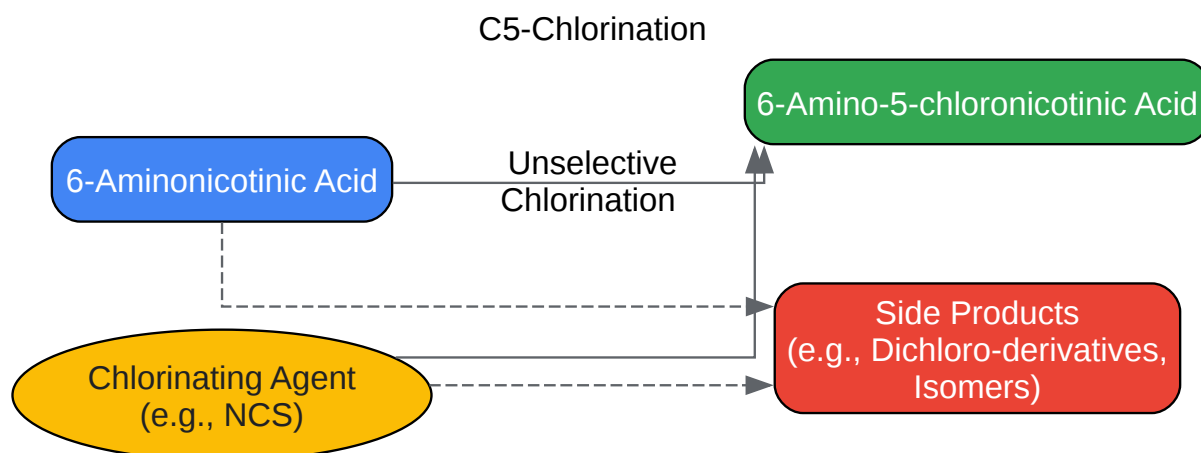 C5-Chlorination
6-Amino-5-chloronicotinic Acid
6-Aminonicotinic Acid
Unselective
Chlorination
Side Products
(e.g., Dichloro-derivatives,
Isomers)
Chlorinating Agent
(e.g., NCS)